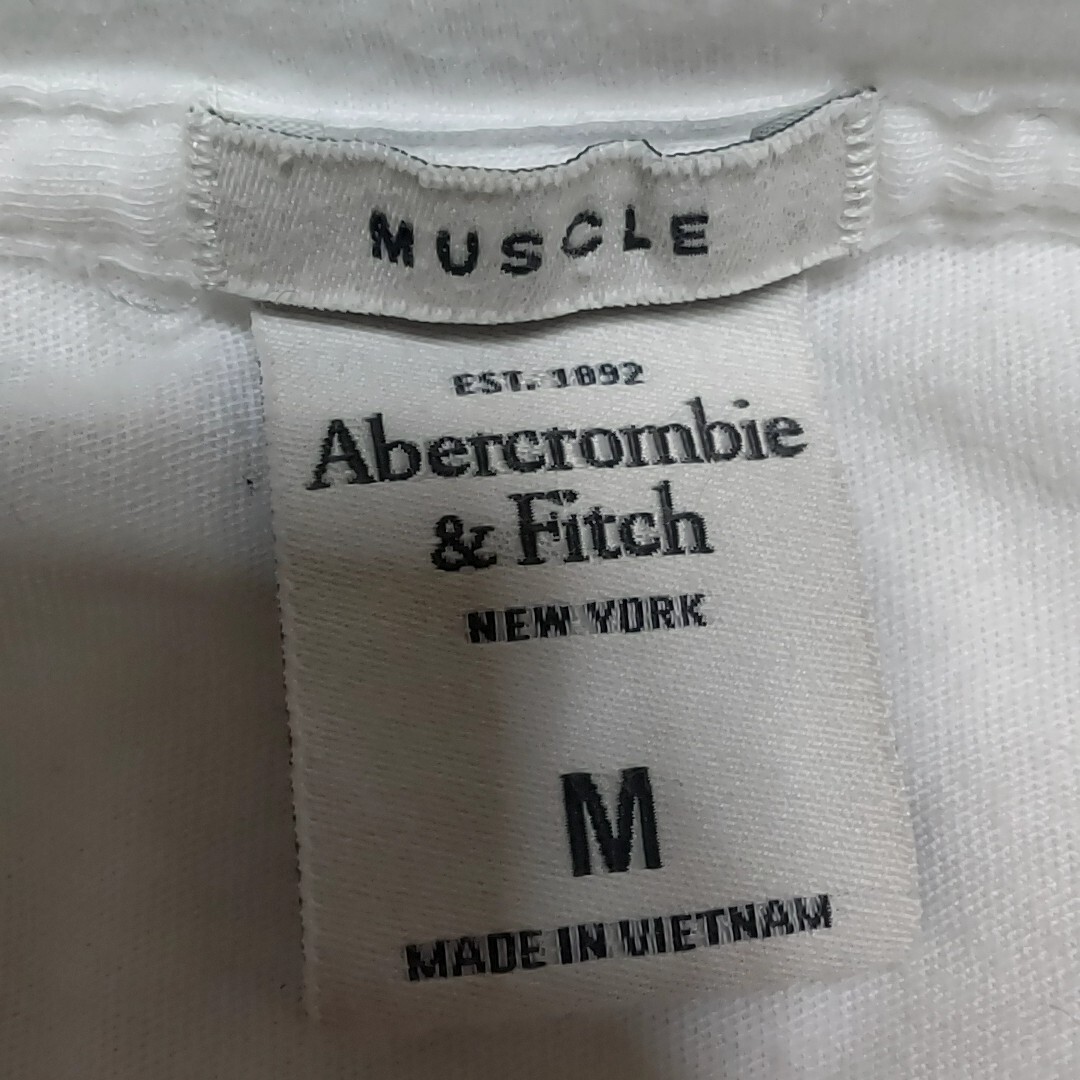 MUSCLE
EST. 1892
Abercrombie
& Fitch
NEW YORK
M
MADE IN VIETNAM